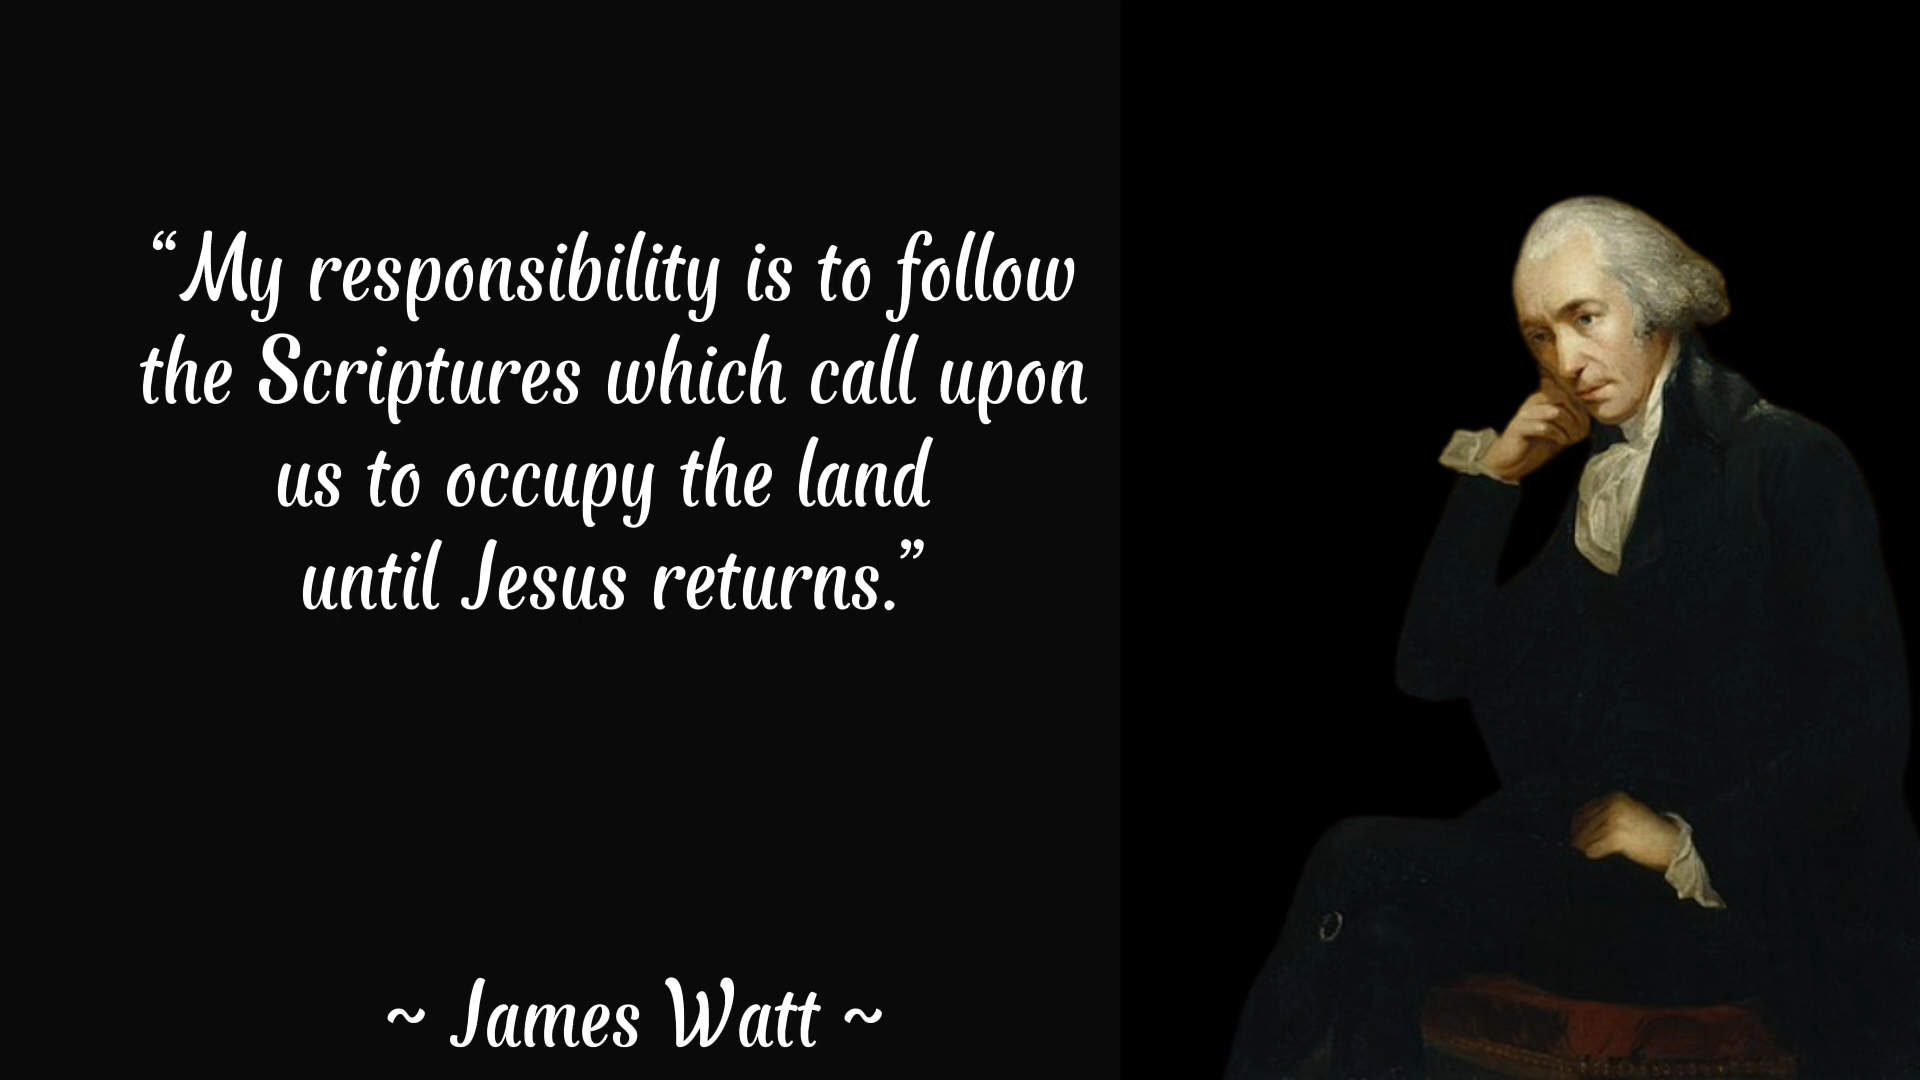 “My responsibility is to follow
the Scriptures which call upon
us to occupy the land
until Jesus returns.”
~ James Watt ~